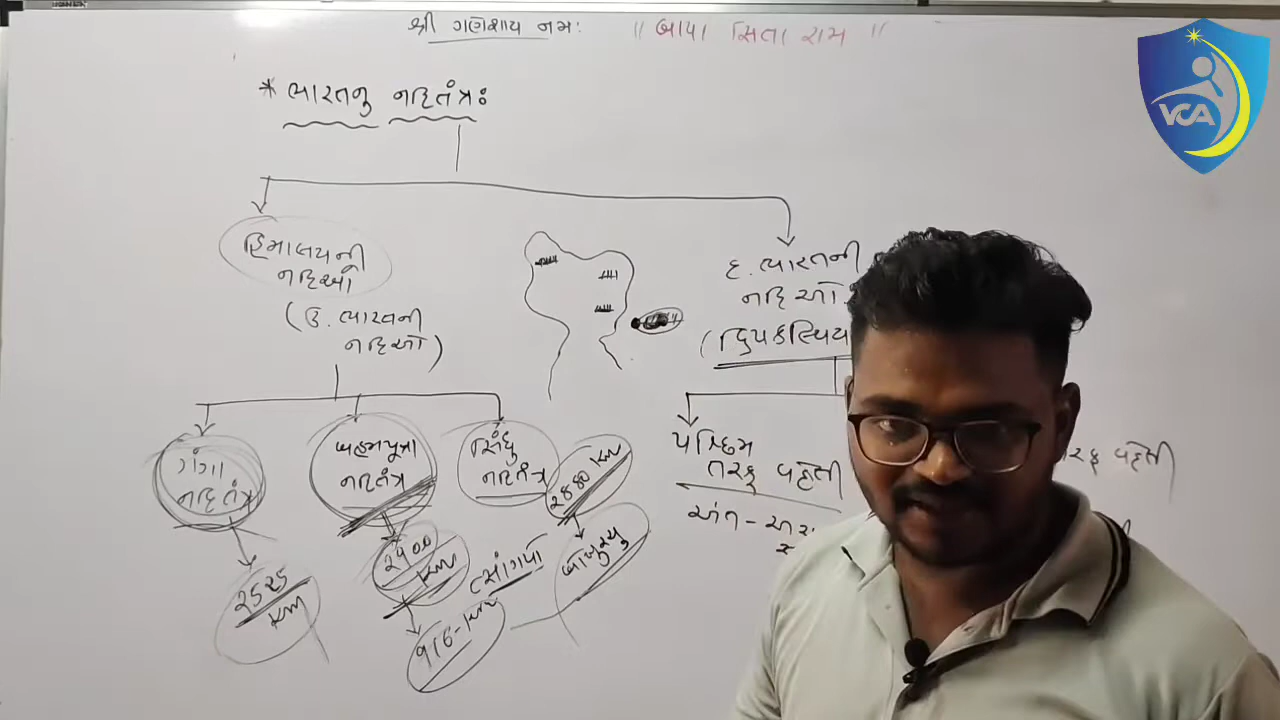 શ્રી ગણેશાય નમઃ
॥ બાપા સિતા રામ ॥
VCA
* ભારતનુ નદિતંત્ર :
હિમાલયની
નદિઓ
(ઉ. ભારતની
નદિઓ)
દ. ભારતની
નદિઓ
(દ્વિપકલ્પિય
ગંગા
નદિતંત્ર
બ્રહ્મપૂત્રા
નદિતંત્ર
સિંધુ
નદિતંત્ર
પશ્ચિમ
તરફ વહેતી
વહેતી
2525
KM
2900
KM
916-KM
ત્સાંગપો
2880 KM